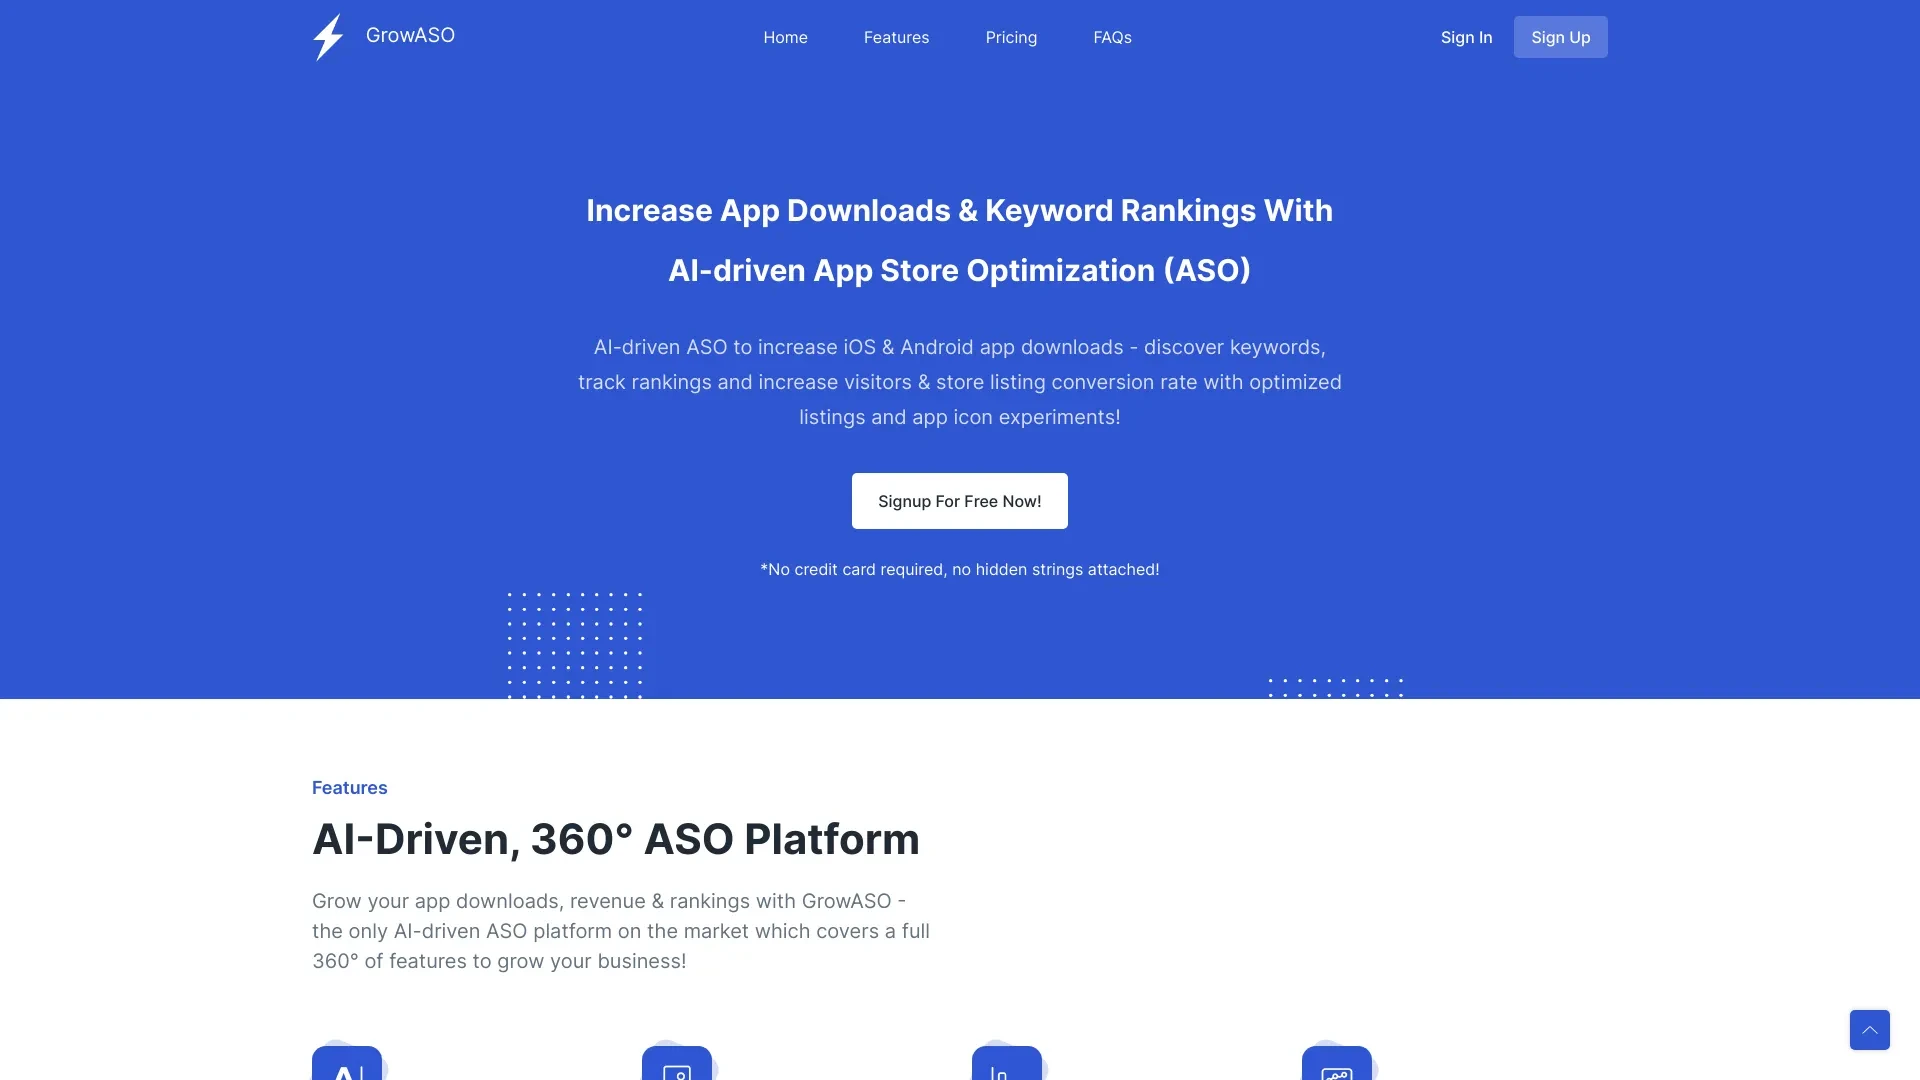 GrowASO
Home
Features
Pricing
FAQs
Sign In
Sign Up
Increase App Downloads & Keyword Rankings With
AI-driven App Store Optimization (ASO)
AI-driven ASO to increase iOS & Android app downloads - discover keywords,
track rankings and increase visitors & store listing conversion rate with optimized
listings and app icon experiments!
Signup For Free Now!
*No credit card required, no hidden strings attached!
Features
AI-Driven, 360° ASO Platform
Grow your app downloads, revenue & rankings with GrowASO -
the only AI-driven ASO platform on the market which covers a full
360° of features to grow your business!
AI